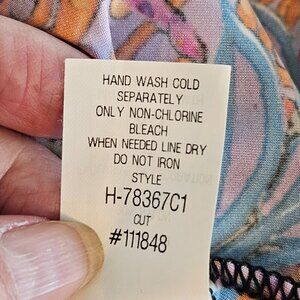 HAND WASH COLD
SEPARATELY
ONLY NON-CHLORINE
BLEACH
WHEN NEEDED LINE DRY
DO NOT IRON
STYLE
H-78367C1
CUT
#111848